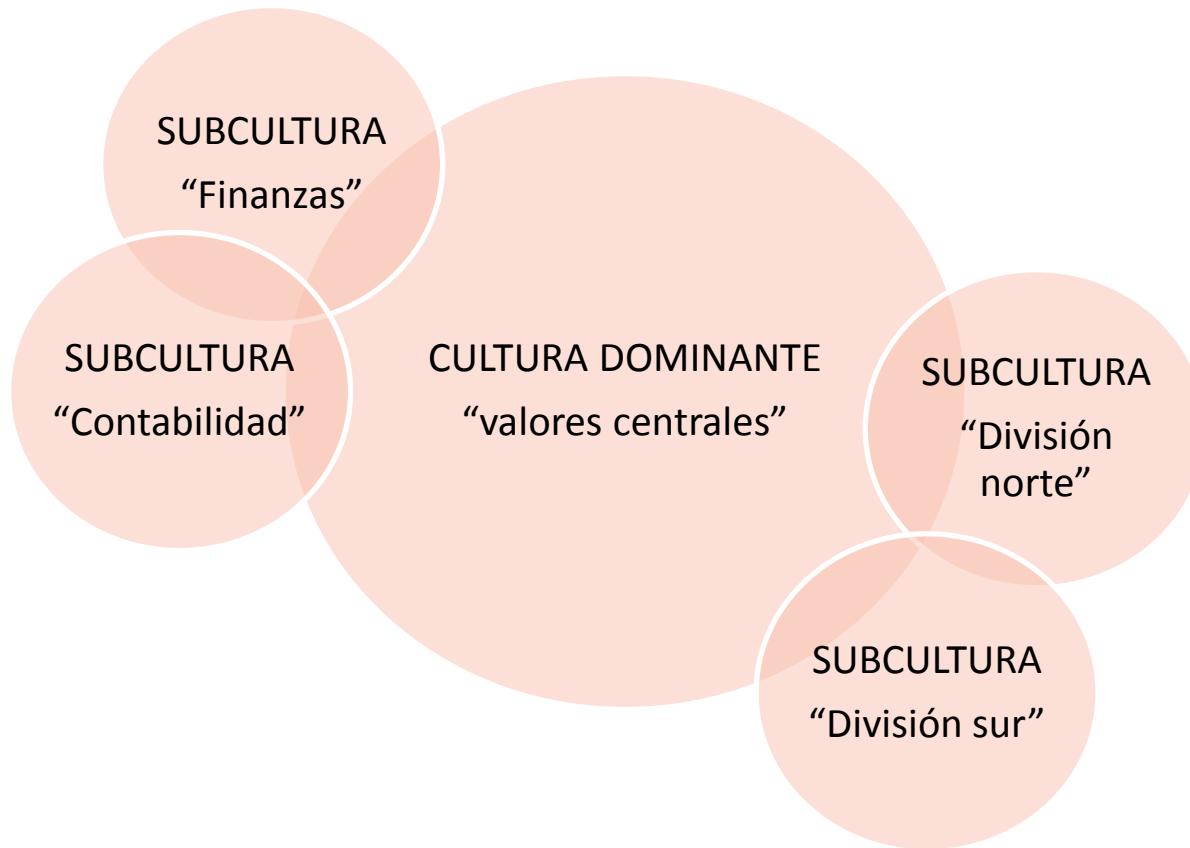 SUBCULTURA
“Finanzas”
SUBCULTURA
“Contabilidad”
CULTURA DOMINANTE
“valores centrales”
SUBCULTURA
“División
norte”
SUBCULTURA
“División sur”